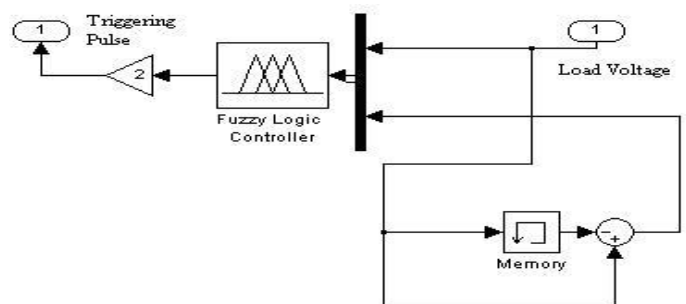 1
Triggering
Pulse
1
Load Voltage
2
Fuzzy Logic
Controller
Memory
-
+